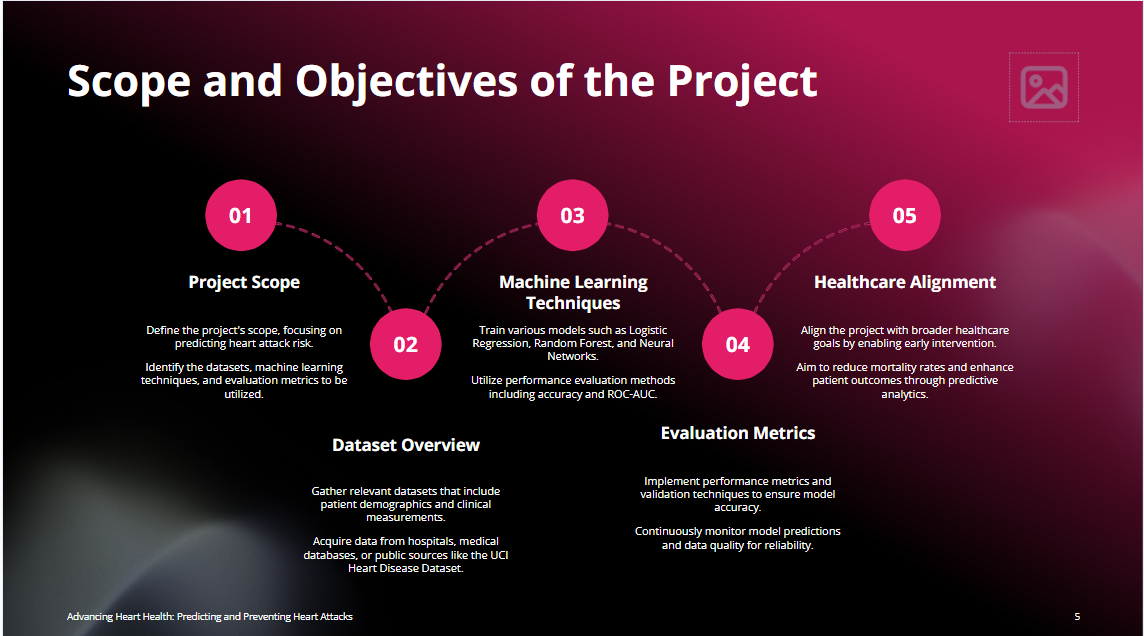 Scope and Objectives of the Project
01
Project Scope
Define the project's scope, focusing on
predicting heart attack risk.
Identify the datasets, machine learning
techniques, and evaluation metrics to be
utilized.
02
Dataset Overview
Gather relevant datasets that include
patient demographics and clinical
measurements.
Acquire data from hospitals, medical
databases, or public sources like the UCI
Heart Disease Dataset.
03
Machine Learning
Techniques
Train various models such as Logistic
Regression, Random Forest, and Neural
Networks.
Utilize performance evaluation methods
including accuracy and ROC-AUC.
04
Evaluation Metrics
Implement performance metrics and
validation techniques to ensure model
accuracy.
Continuously monitor model predictions
and data quality for reliability.
05
Healthcare Alignment
Align the project with broader healthcare
goals by enabling early intervention.
Aim to reduce mortality rates and enhance
patient outcomes through predictive
analytics.
Advancing Heart Health: Predicting and Preventing Heart Attacks
5